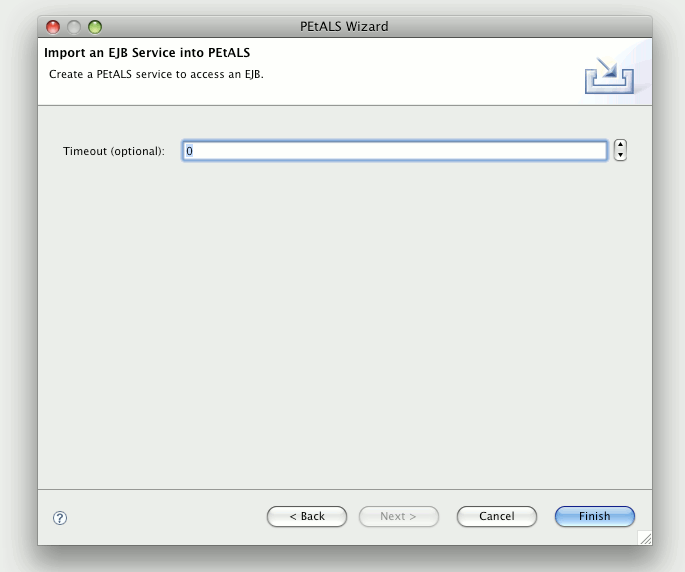 PEtALS Wizard
Import an EJB Service into PEtALS
Create a PEtALS service to access an EJB.
Timeout (optional): 0
? < Back Next > Cancel Finish